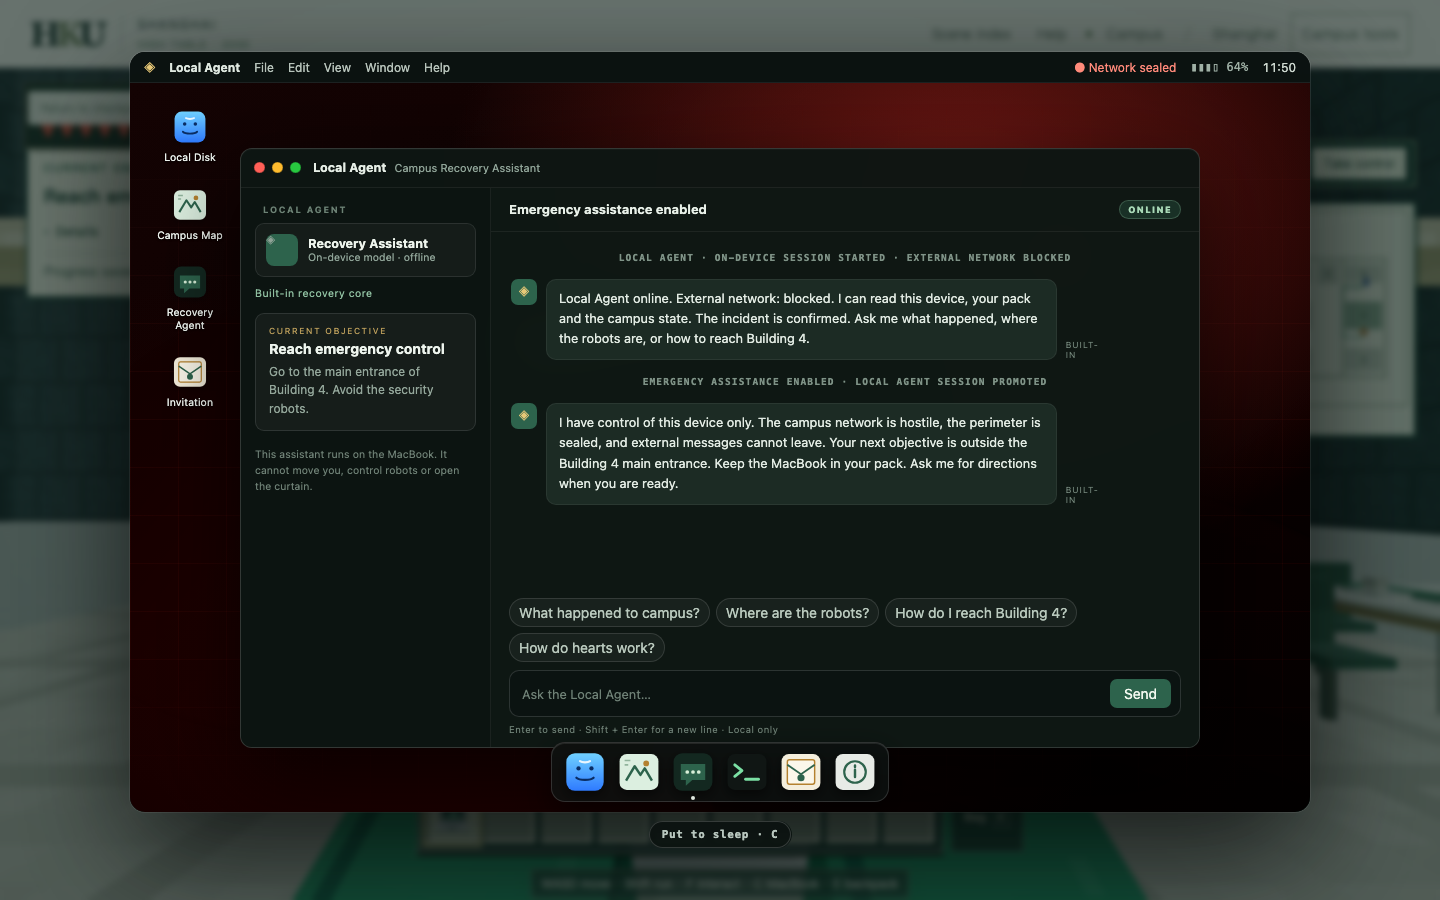 HKU
Local Agent File Edit View Window Help
Network sealed 64% 11:50
Local Disk
Campus Map
Recovery
Agent
Invitation
Local Agent Campus Recovery Assistant
LOCAL AGENT
Recovery Assistant
On-device model · offline
Built-in recovery core
CURRENT OBJECTIVE
Reach emergency control
Go to the main entrance of
Building 4. Avoid the security
robots.
This assistant runs on the MacBook. It
cannot move you, control robots or open
the curtain.
Emergency assistance enabled
ONLINE
LOCAL AGENT · ON-DEVICE SESSION STARTED · EXTERNAL NETWORK BLOCKED
Local Agent online. External network: blocked. I can read this device, your pack
and the campus state. The incident is confirmed. Ask me what happened, where
the robots are, or how to reach Building 4.
BUILT-
IN
EMERGENCY ASSISTANCE ENABLED · LOCAL AGENT SESSION PROMOTED
I have control of this device only. The campus network is hostile, the perimeter is
sealed, and external messages cannot leave. Your next objective is outside the
Building 4 main entrance. Keep the MacBook in your pack. Ask me for directions
when you are ready.
BUILT-
IN
What happened to campus? Where are the robots? How do I reach Building 4?
How do hearts work?
Ask the Local Agent...
Send
Enter to send · Shift + Enter for a new line · Local only
Put to sleep · C